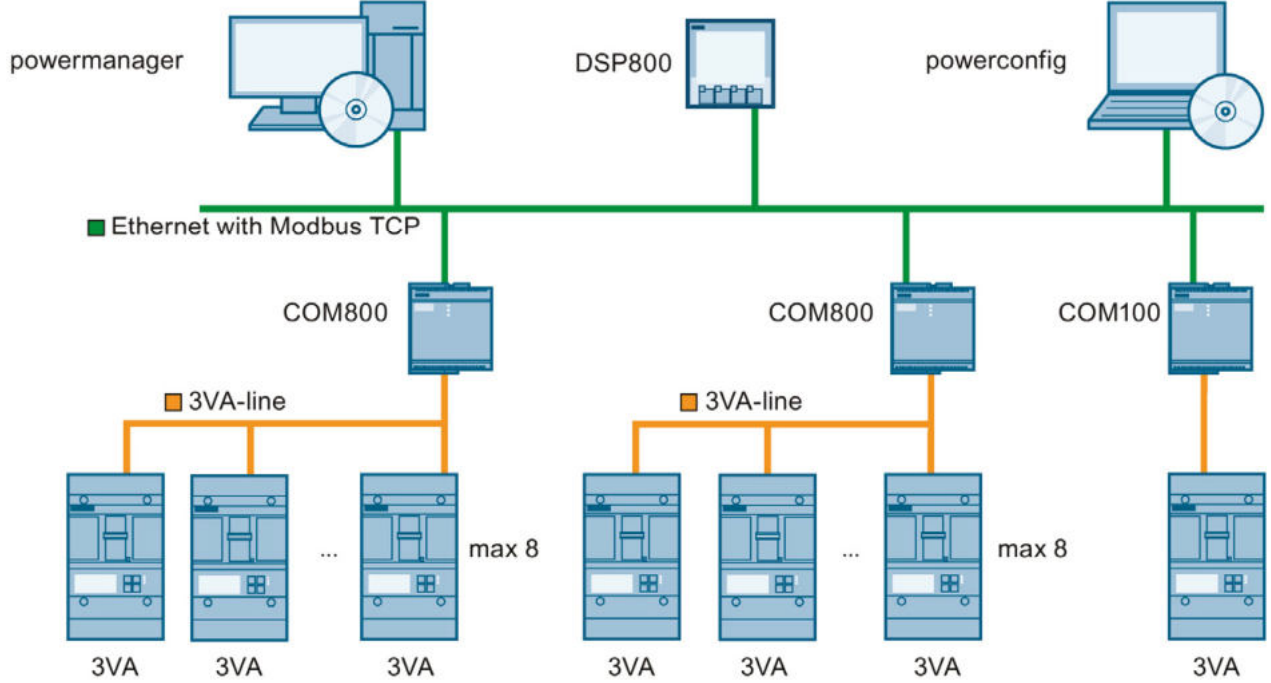 powermanager
DSP800
powerconfig
Ethernet with Modbus TCP
COM800
COM800
COM100
3VA-line
3VA-line
...
max 8
...
max 8
3VA
3VA
3VA
3VA
3VA
3VA
3VA